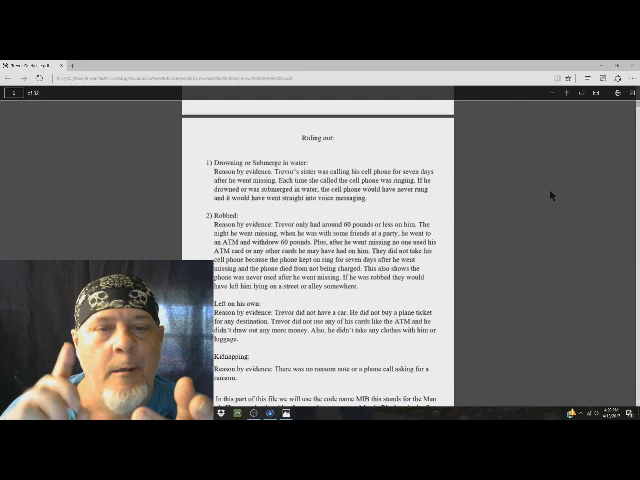 2 of 32
Ruling out:
1) Drowning or Submerge in water:
Reason by evidence. Trevor's sister was calling his cell phone for seven days
after he went missing. Each time she called the cell phone was ringing. If he
drowned or was submerged in water, the cell phone would have never rung
and it would have went straight into voice messaging.
2) Robbed:
Reason by evidence: Trevor only had around 60 pounds or less on him. The
night he went missing, when he was with some friends at a party, he went to
an ATM and withdrew 60 pounds. Plus, after he went missing no one used his
ATM card or any other cards he may have had on him. They did not take his
cell phone because the phone kept on ring for seven days after he went
missing and the phone died from not being charged. This also shows the
phone was never used after he went missing. If he was robbed they would
have left him lying on a street or alley somewhere.
Left on his own:
Reason by evidence: Trevor did not have a car. He did not buy a plane ticket
for any destination. Trevor did not use any of his cards like the ATM and he
didn't draw out any more money. Also, he didn't take any clothes with him or
luggage.
Kidnapping:
Reason by evidence: There was no ransom note or a phone call asking for a
ransom.
In this part of this file we will use the code name MIB this stands for the Man